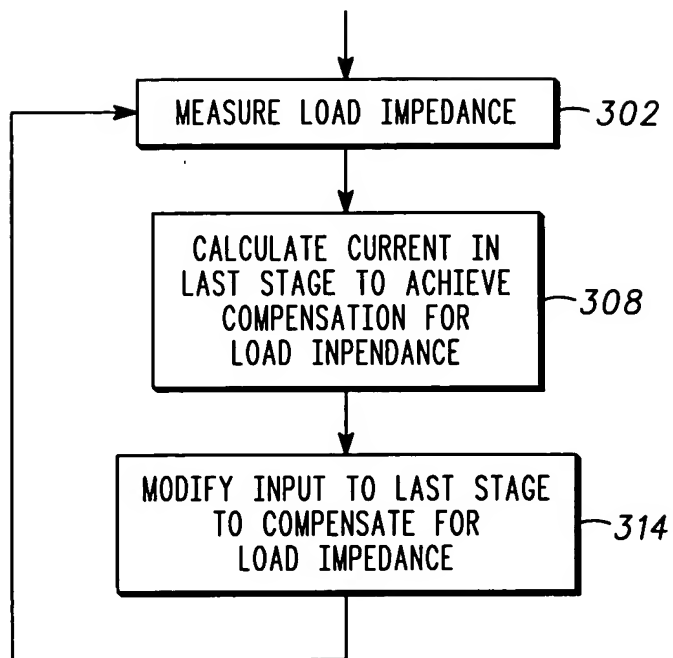 MEASURE LOAD IMPEDANCE
302
CALCULATE CURRENT IN
LAST STAGE TO ACHIEVE
COMPENSATION FOR
LOAD INPENDANCE
308
MODIFY INPUT TO LAST STAGE
TO COMPENSATE FOR
LOAD IMPEDANCE
314